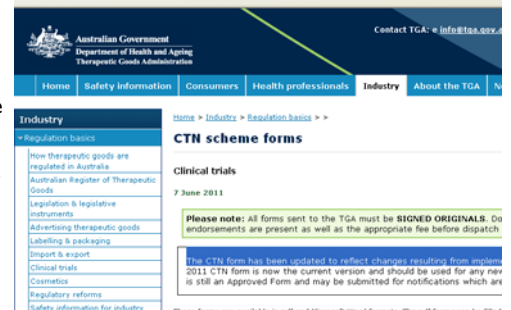 Australian Government
Department of Health and Ageing
Therapeutic Goods Administration
Contact TGA: e info@tga.gov.a
Home Safety information Consumers Health professionals Industry About the TGA
e
Industry
Regulation basics
How therapeutic goods are
regulated in Australia
Australian Register of Therapeutic
Goods
Legislation & legislative
instruments
Advertising therapeutic goods
Labelling & packaging
Import & export
Clinical trials
Cosmetics
Regulatory reforms
Safety information for industry
Home > Industry > Regulation basics > >
CTN scheme forms
Clinical trials
7 June 2011
Please note: All forms sent to the TGA must be SIGNED ORIGINALS. Do
endorsements are present as well as the appropriate fee before dispatch
The CTN form has been updated to reflect changes resulting from implem
2011 CTN form is now the current version and should be used for any new
is still an Approved Form and may be submitted for notifications which are